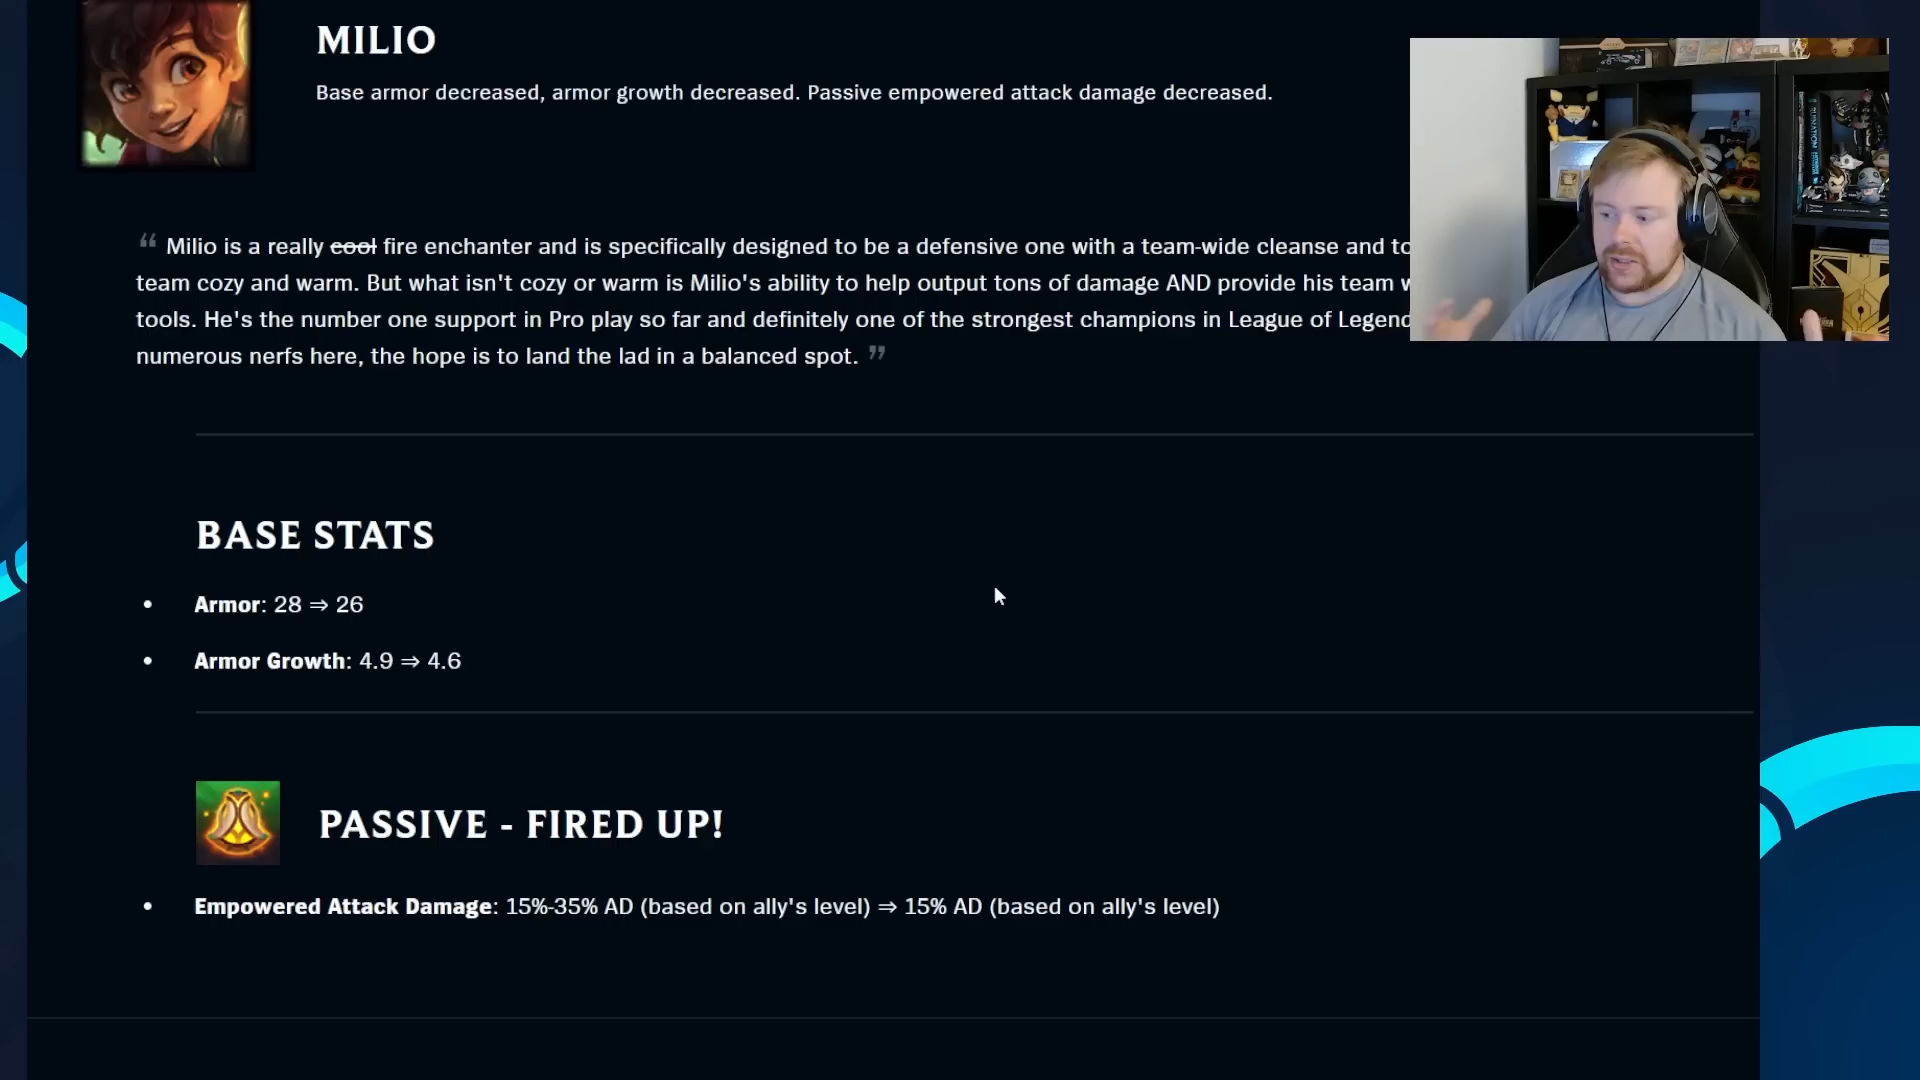 MILIO
Base armor decreased, armor growth decreased. Passive empowered attack damage decreased.
“ Milio is a really cool fire enchanter and is specifically designed to be a defensive one with a team-wide cleanse and to
team cozy and warm. But what isn't cozy or warm is Milio's ability to help output tons of damage AND provide his team
tools. He's the number one support in Pro play so far and definitely one of the strongest champions in League of Legend
numerous nerfs here, the hope is to land the lad in a balanced spot. ”
BASE STATS
• Armor: 28 ⇒ 26
• Armor Growth: 4.9 ⇒ 4.6
PASSIVE - FIRED UP!
• Empowered Attack Damage: 15%-35% AD (based on ally's level) ⇒ 15% AD (based on ally's level)
RUINATION